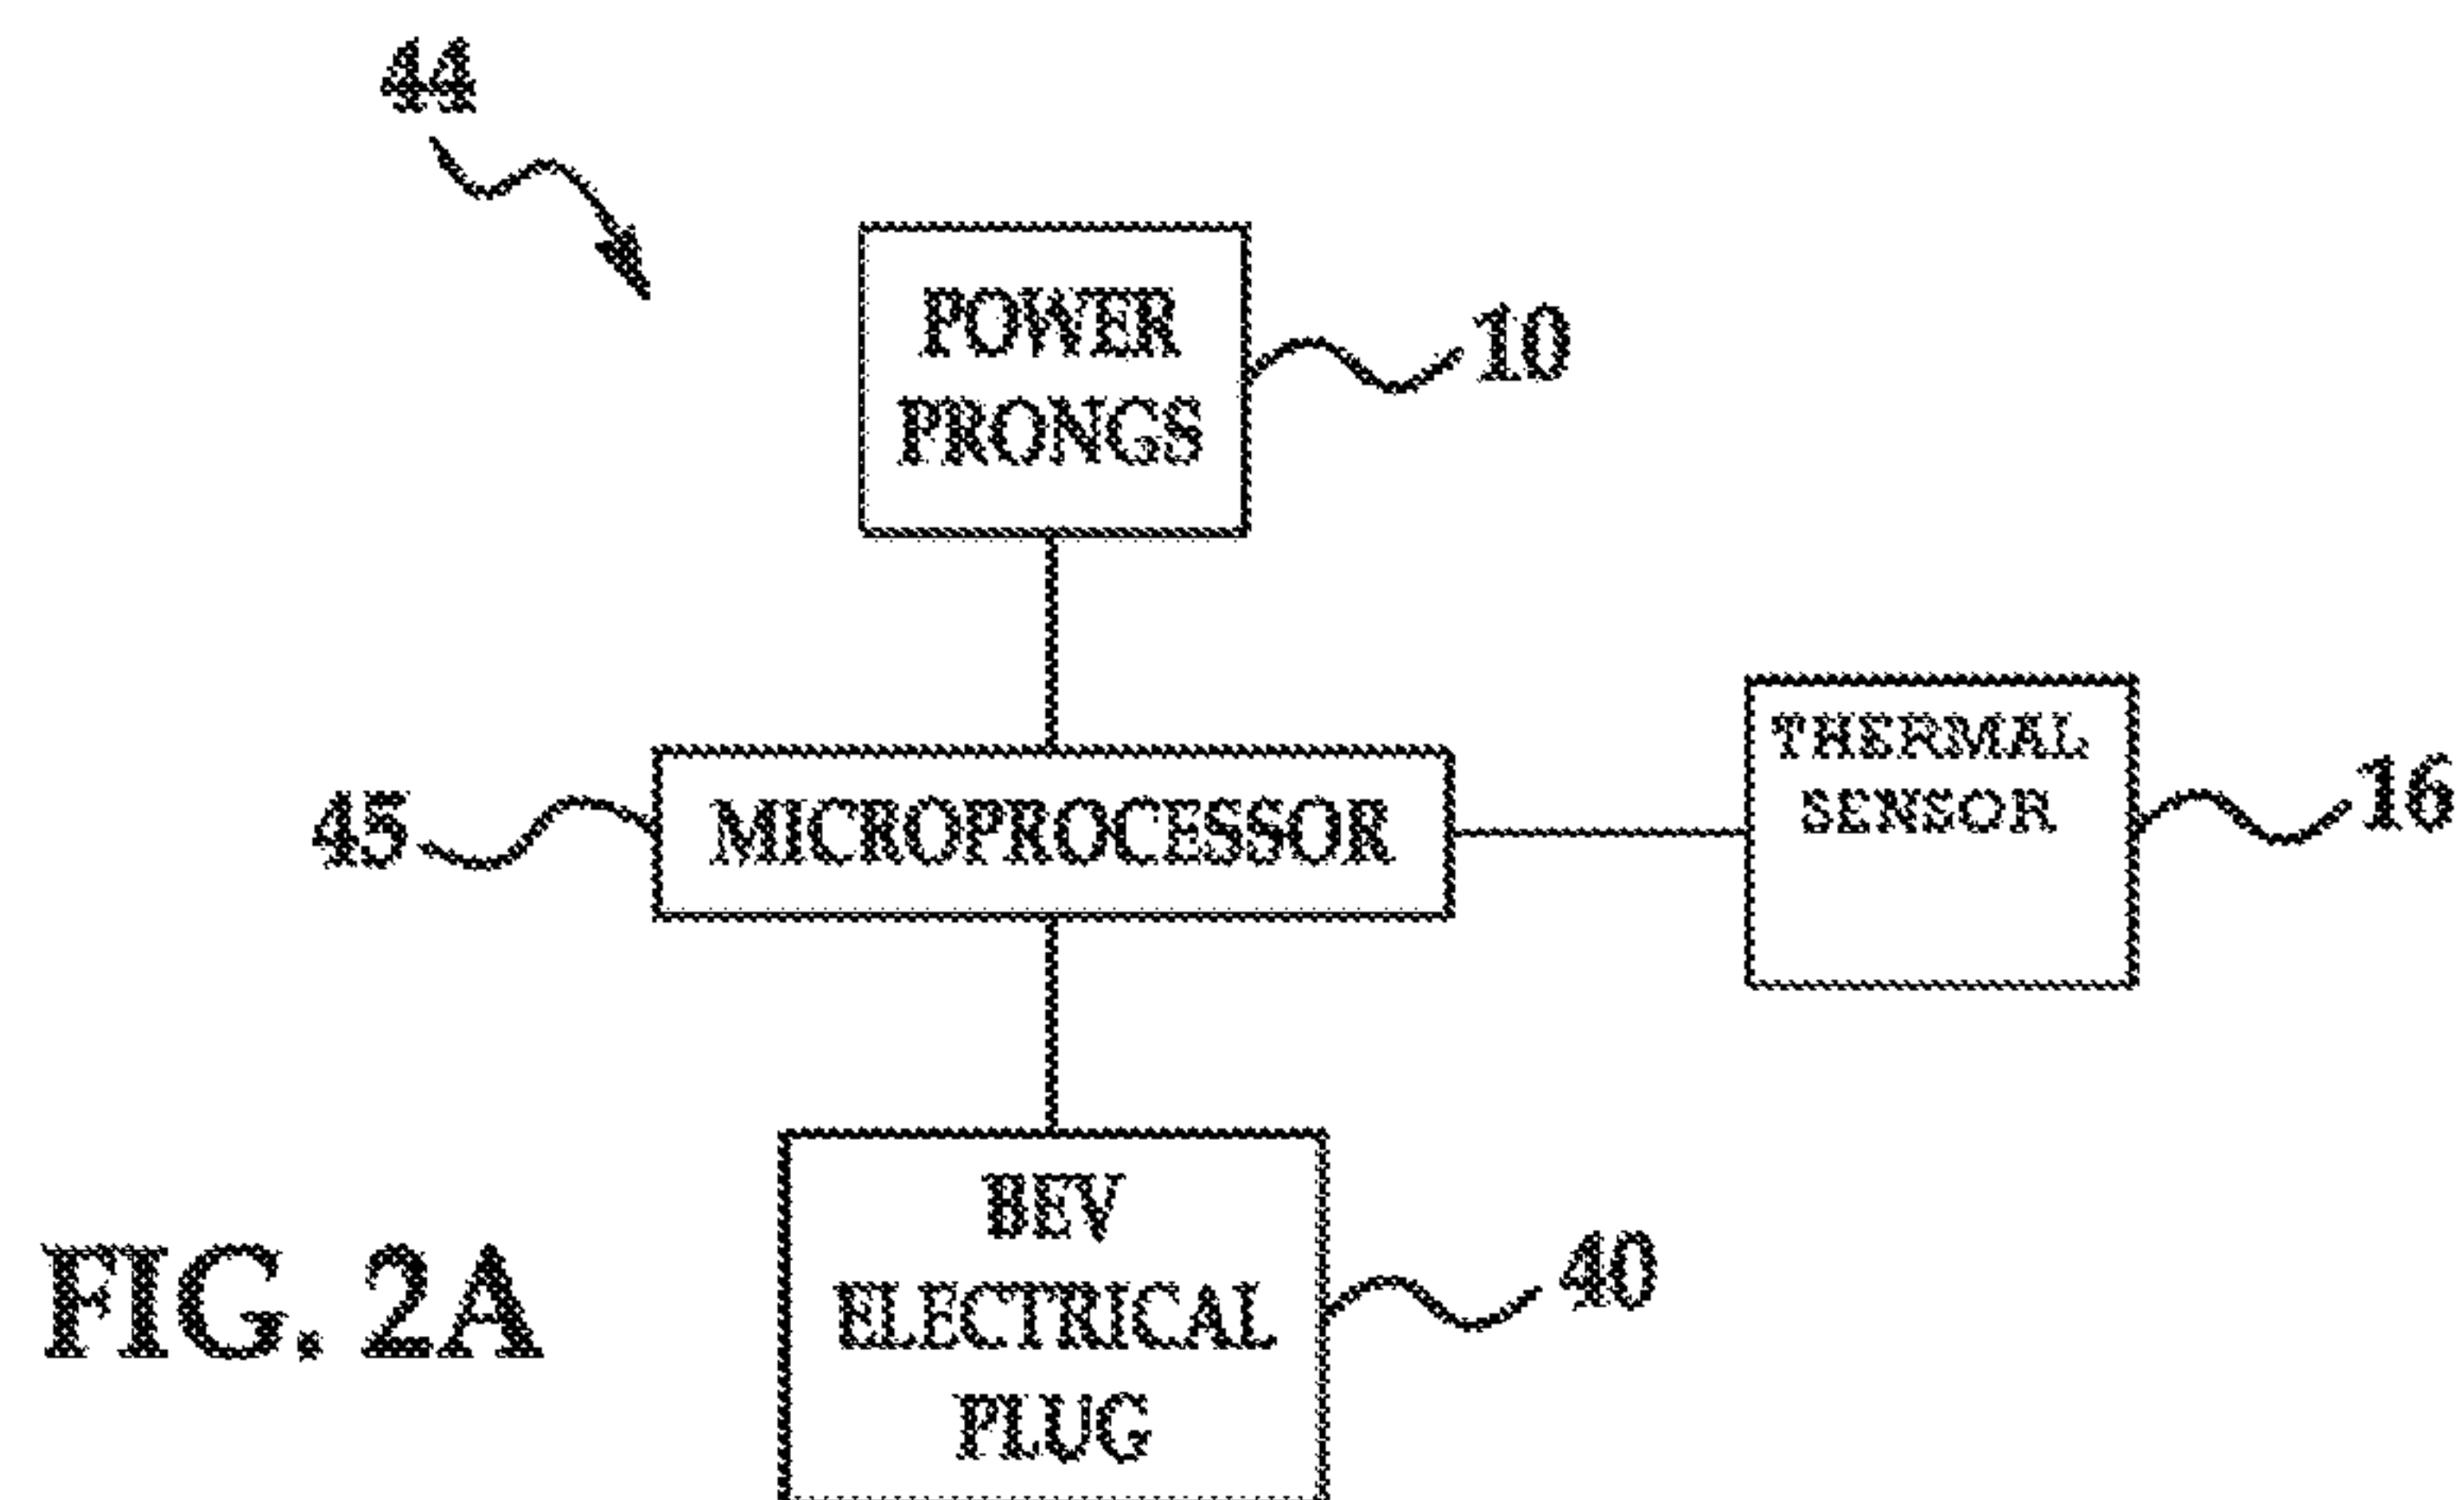 44
POWER
PRONGS
10
THERMAL
SENSOR
16
45
MICROPROCESSOR
BEV
ELECTRICAL
PLUG
40
FIG. 2A